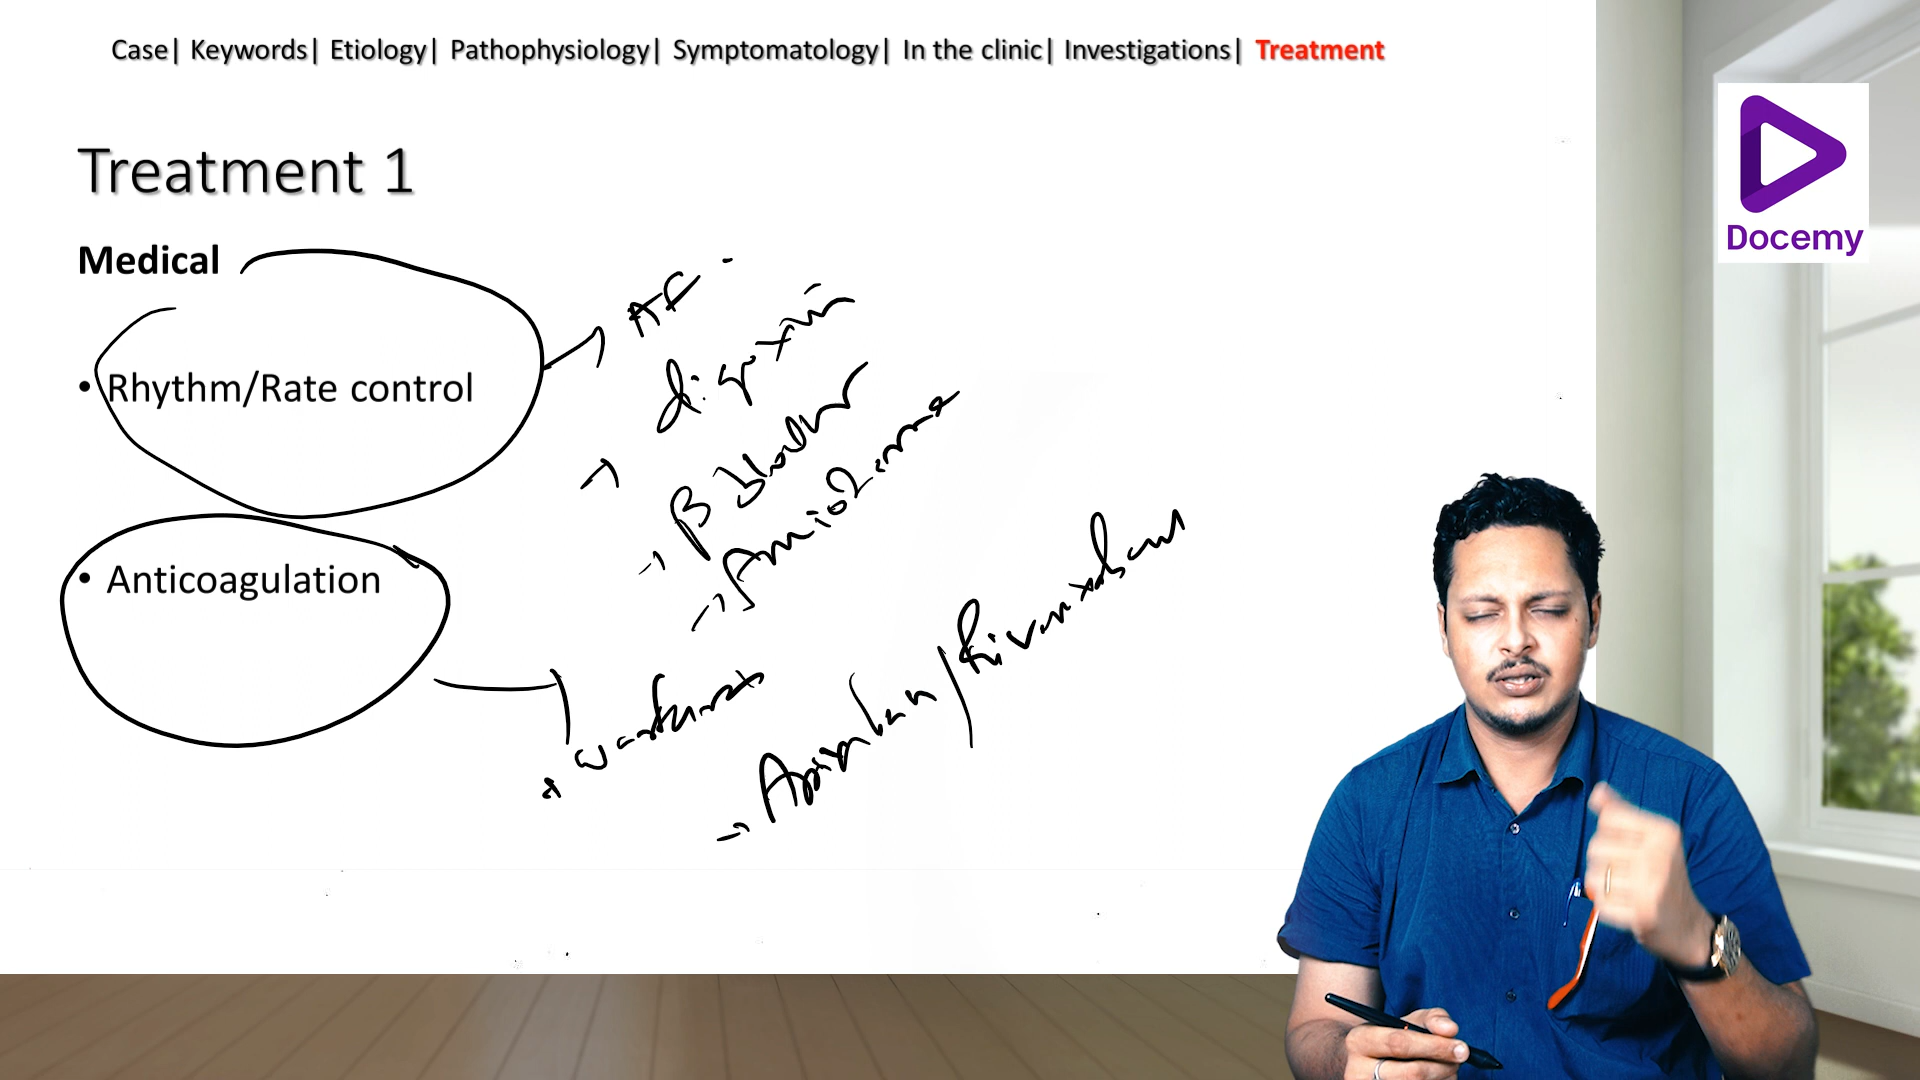 Case| Keywords| Etiology| Pathophysiology| Symptomatology| In the clinic| Investigations| Treatment
Docemy
Treatment 1
Medical
• Rhythm/Rate control
AF
digoxin
β blocker
Amiodarone
• Anticoagulation
warfarin
Apixaban/Rivaroxaban